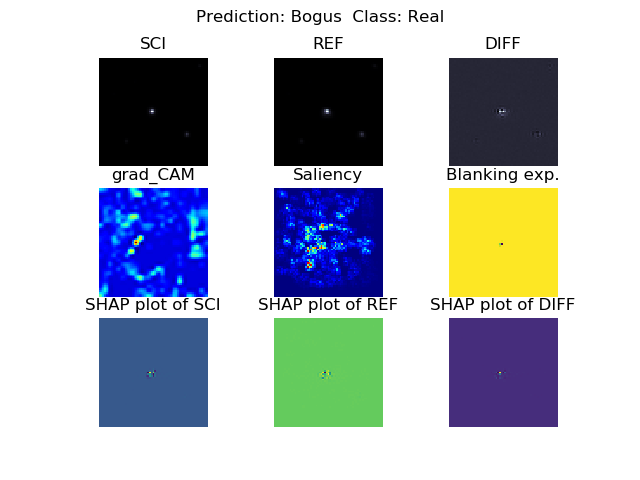 Prediction: Bogus  Class: Real
SCI
REF
DIFF
grad_CAM
Saliency
Blanking exp.
SHAP plot of SCI
SHAP plot of REF
SHAP plot of DIFF